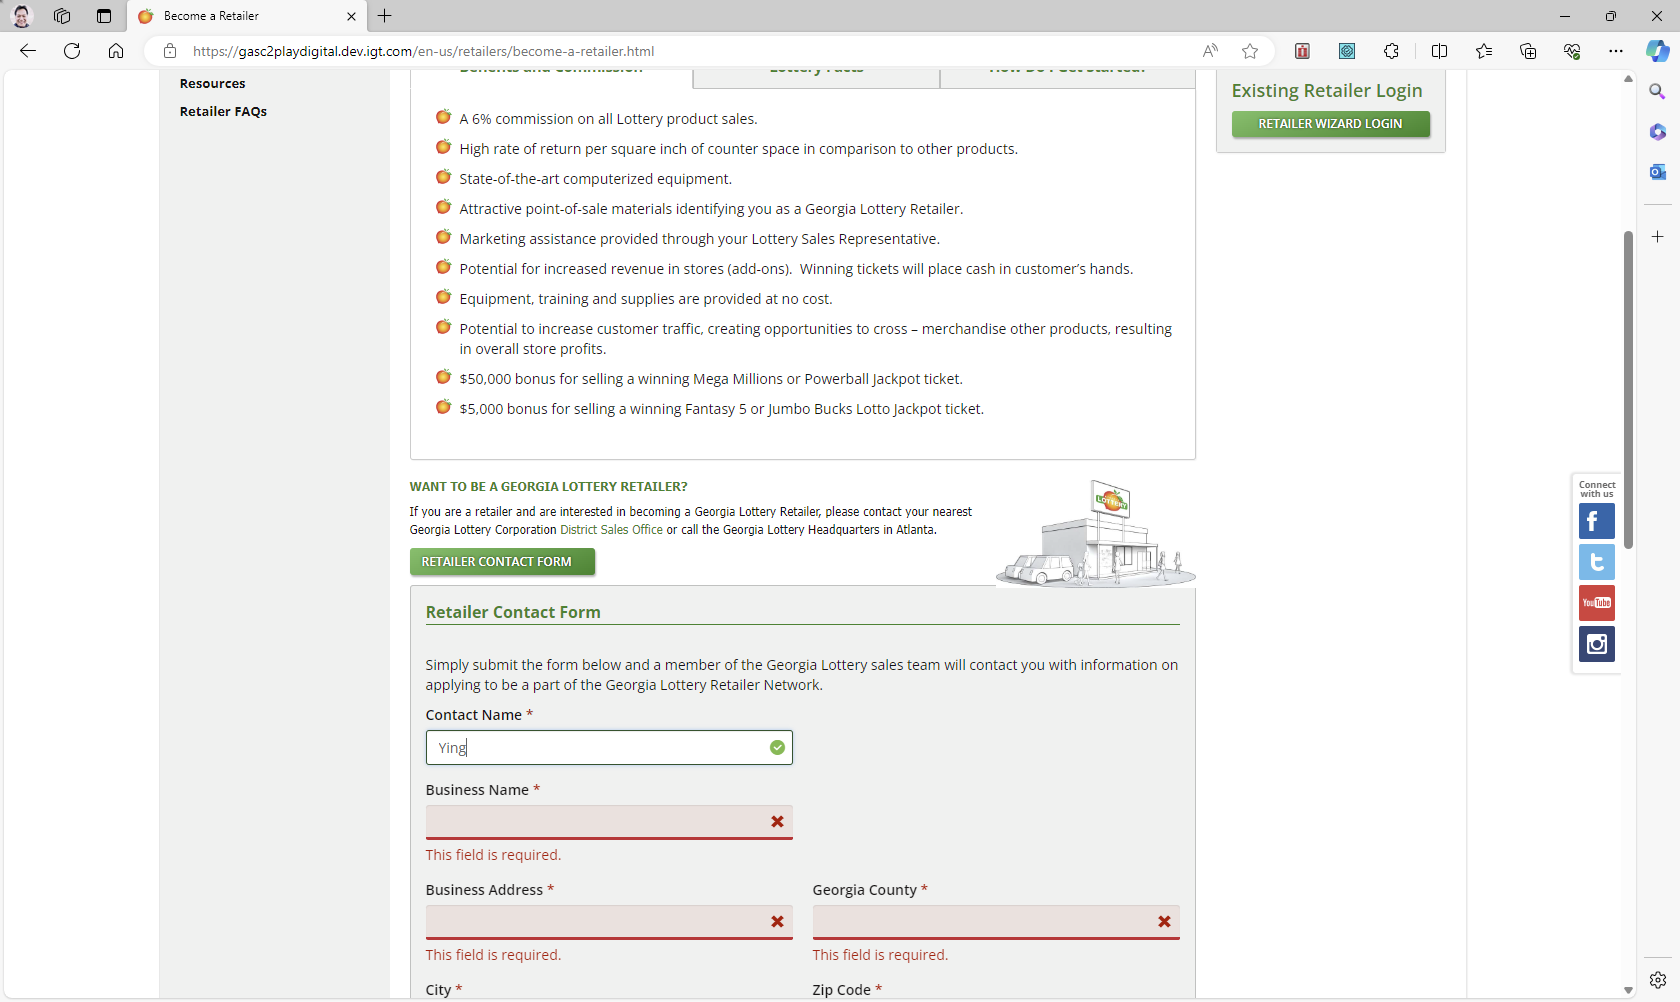 Become a Retailer
https://gasc2playdigital.dev.igt.com/en-us/retailers/become-a-retailer.html
Resources
Retailer FAQs
Benefits and Commission
Lottery Facts
How Do I Get Started?
A 6% commission on all Lottery product sales.
High rate of return per square inch of counter space in comparison to other products.
State-of-the-art computerized equipment.
Attractive point-of-sale materials identifying you as a Georgia Lottery Retailer.
Marketing assistance provided through your Lottery Sales Representative.
Potential for increased revenue in stores (add-ons).  Winning tickets will place cash in customer’s hands.
Equipment, training and supplies are provided at no cost.
Potential to increase customer traffic, creating opportunities to cross – merchandise other products, resulting
in overall store profits.
$50,000 bonus for selling a winning Mega Millions or Powerball Jackpot ticket.
$5,000 bonus for selling a winning Fantasy 5 or Jumbo Bucks Lotto Jackpot ticket.
Existing Retailer Login
RETAILER WIZARD LOGIN
WANT TO BE A GEORGIA LOTTERY RETAILER?
If you are a retailer and are interested in becoming a Georgia Lottery Retailer, please contact your nearest
Georgia Lottery Corporation District Sales Office or call the Georgia Lottery Headquarters in Atlanta.
RETAILER CONTACT FORM
LOTTERY
Retailer Contact Form
Simply submit the form below and a member of the Georgia Lottery sales team will contact you with information on
applying to be a part of the Georgia Lottery Retailer Network.
Contact Name *
Ying
Business Name *
This field is required.
Business Address *
Georgia County *
This field is required.
This field is required.
City *
Zip Code *
Connect
with us
YouTube